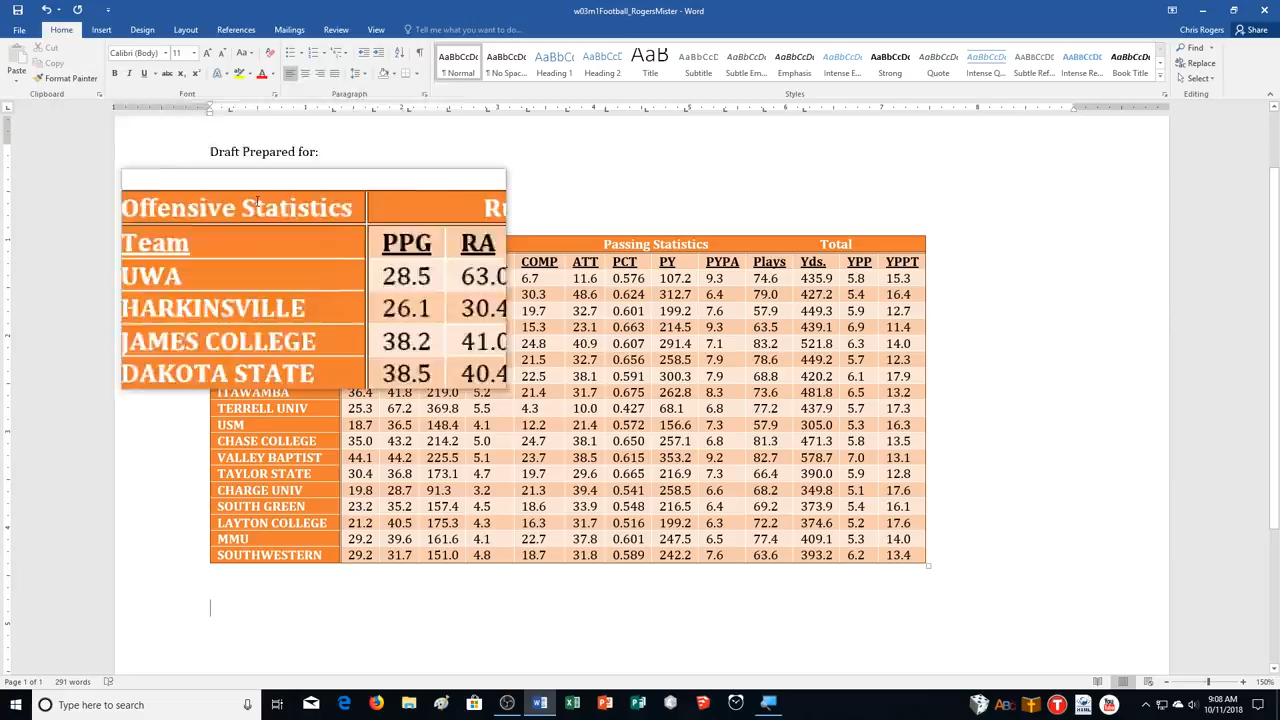 w03m1Football_RogersMister - Word
File Home Insert Design Layout References Mailings Review View Tell me what you want to do... Chris Rogers Share
Cut
Copy
Format Painter
Paste
Clipboard
Calibri (Body) 11
Font
Paragraph
AaBbCcDc AaBbCcDc AaBbCc AaBbCcC AaB AaBbCcC AaBbCcDc AaBbCcDc AaBbCcDc AaBbCcDc AaBbCcDc AaBbCcDc AaBbCcDc AaBbCcDc AaBbCcDc
¶ Normal ¶ No Spac... Heading 1 Heading 2 Title Subtitle Subtle Em... Emphasis Intense E... Strong Quote Intense Q... Subtle Ref... Intense Re... Book Title
Styles
Find
Replace
Select
Editing
Draft Prepared for:
Offensive Statistics
Team PPG RA
UWA 28.5 63.0
HARKINSVILLE 26.1 30.4
JAMES COLLEGE 38.2 41.0
DAKOTA STATE 38.5 40.4
Passing Statistics Total
COMP ATT PCT PY PYPA Plays Yds. YPP YPPT
6.7 11.6 0.576 107.2 9.3 74.6 435.9 5.8 15.3
30.3 48.6 0.624 312.7 6.4 79.0 427.2 5.4 16.4
19.7 32.7 0.601 199.2 7.6 57.9 449.3 5.9 12.7
15.3 23.1 0.663 214.5 9.3 63.5 439.1 6.9 11.4
24.8 40.9 0.607 291.4 7.1 83.2 521.8 6.3 14.0
21.5 32.7 0.656 258.5 7.9 78.6 449.2 5.7 12.3
22.5 38.1 0.591 300.3 7.9 68.8 420.2 6.1 17.9
ITAWAMBA 36.4 41.8 219.0 5.2 21.4 31.7 0.675 262.8 8.3 73.6 481.8 6.5 13.2
TERRELL UNIV 25.3 67.2 369.8 5.5 4.3 10.0 0.427 68.1 6.8 77.2 437.9 5.7 17.3
USM 18.7 36.5 148.4 4.1 12.2 21.4 0.572 156.6 7.3 57.9 305.0 5.3 16.3
CHASE COLLEGE 35.0 43.2 214.2 5.0 24.7 38.1 0.650 257.1 6.8 81.3 471.3 5.8 13.5
VALLEY BAPTIST 44.1 44.2 225.5 5.1 23.7 38.5 0.615 353.2 9.2 82.7 578.7 7.0 13.1
TAYLOR STATE 30.4 36.8 173.1 4.7 19.7 29.6 0.665 216.9 7.3 66.4 390.0 5.9 12.8
CHARGE UNIV 19.8 28.7 91.3 3.2 21.3 39.4 0.541 258.5 6.6 68.2 349.8 5.1 17.6
SOUTH GREEN 23.2 35.2 157.4 4.5 18.6 33.9 0.548 216.5 6.4 69.2 373.9 5.4 16.1
LAYTON COLLEGE 21.2 40.5 175.3 4.3 16.3 31.7 0.516 199.2 6.3 72.2 374.6 5.2 17.6
MMU 29.2 39.6 161.6 4.1 22.7 37.8 0.601 247.5 6.5 77.4 409.1 5.3 14.0
SOUTHWESTERN 29.2 31.7 151.0 4.8 18.7 31.8 0.589 242.2 7.6 63.6 393.2 6.2 13.4
Page 1 of 1 291 words 150%
Type here to search
9:08 AM
10/11/2018